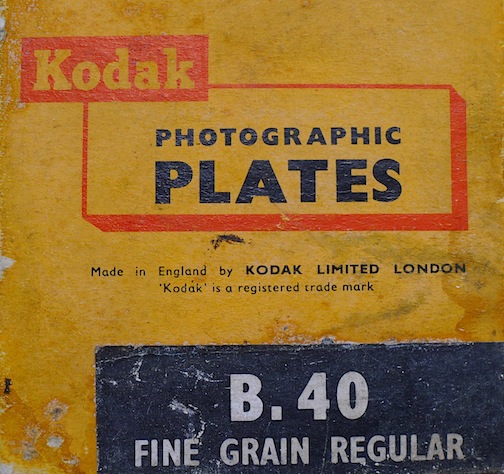 Kodak
PHOTOGRAPHIC
PLATES
Made in England by KODAK LIMITED LONDON
'Kodak' is a registered trade mark
B. 40
FINE GRAIN REGULAR